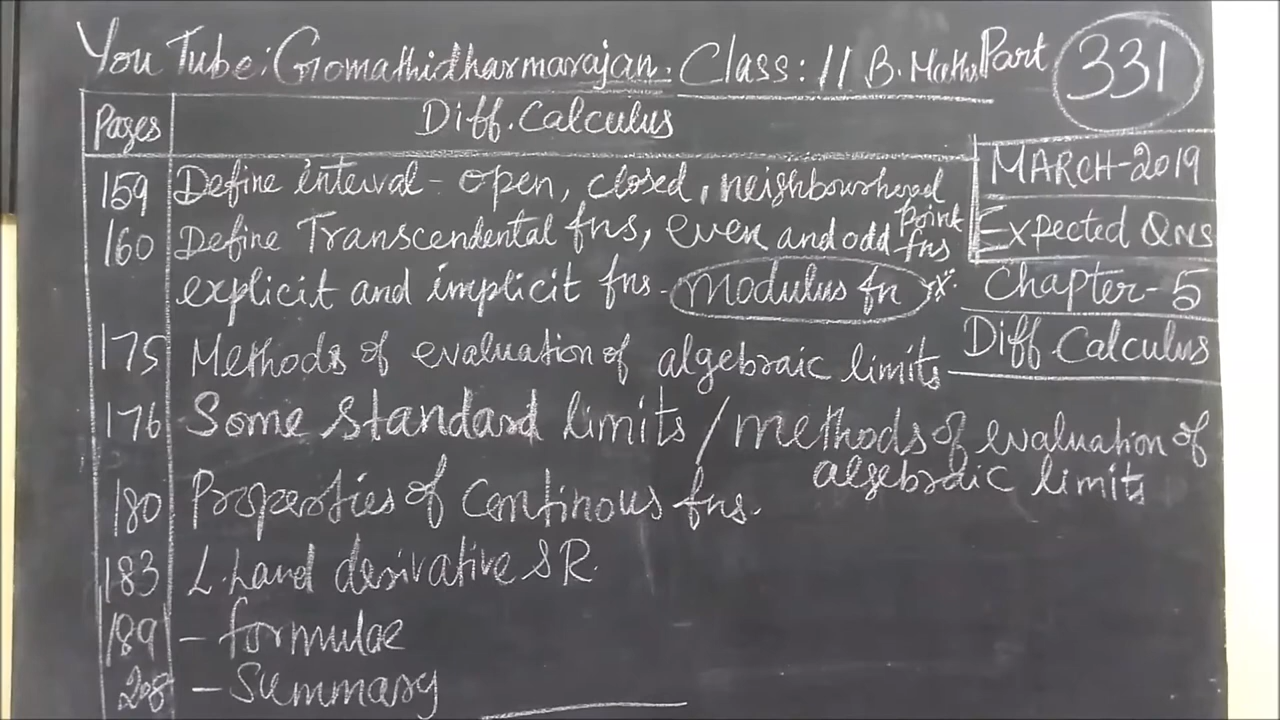 You Tube: Gomathidharmarajan. Class: 11 B. Maths Part 331
Pages Diff. Calculus
MARCH-2019
Expected QNS
Chapter-5
Diff. Calculus
159 Define interval - open, closed, neighbourhood
point
160 Define Transcendental fns, even and odd fns
explicit and implicit fns - modulus fn
175 Methods of evaluation of algebraic limits
176 Some standard limits / methods of evaluation of
algebraic limits
180 Properties of Continous fns.
183 L. hand derivative & R.
189 - formulae
208 - Summary